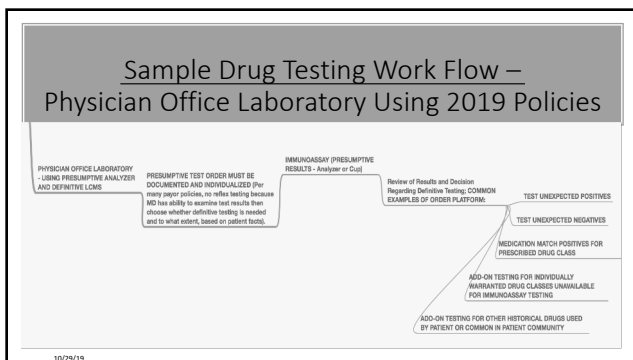 Sample Drug Testing Work Flow –
Physician Office Laboratory Using 2019 Policies
PHYSICIAN OFFICE LABORATORY
- USING PRESUMPTIVE ANALYZER
AND DEFINITIVE LCMS
PRESUMPTIVE TEST ORDER MUST BE
DOCUMENTED AND INDIVIDUALIZED (Per
many payor policies, no reflex testing because
MD has ability to examine test results then
choose whether definitive testing is needed
and to what extent, based on patient facts).
IMMUNOASSAY (PRESUMPTIVE
RESULTS - Analyzer or Cup)
Review of Results and Decision
Regarding Definitive Testing; COMMON
EXAMPLES OF ORDER PLATFORM:
TEST UNEXPECTED POSITIVES
TEST UNEXPECTED NEGATIVES
MEDICATION MATCH POSITIVES FOR
PRESCRIBED DRUG CLASS
ADD-ON TESTING FOR INDIVIDUALLY
WARRANTED DRUG CLASSES UNAVAILABLE
FOR IMMUNOASSAY TESTING
ADD-ON TESTING FOR OTHER HISTORICAL DRUGS USED
BY PATIENT OR COMMON IN PATIENT COMMUNITY
10/29/19